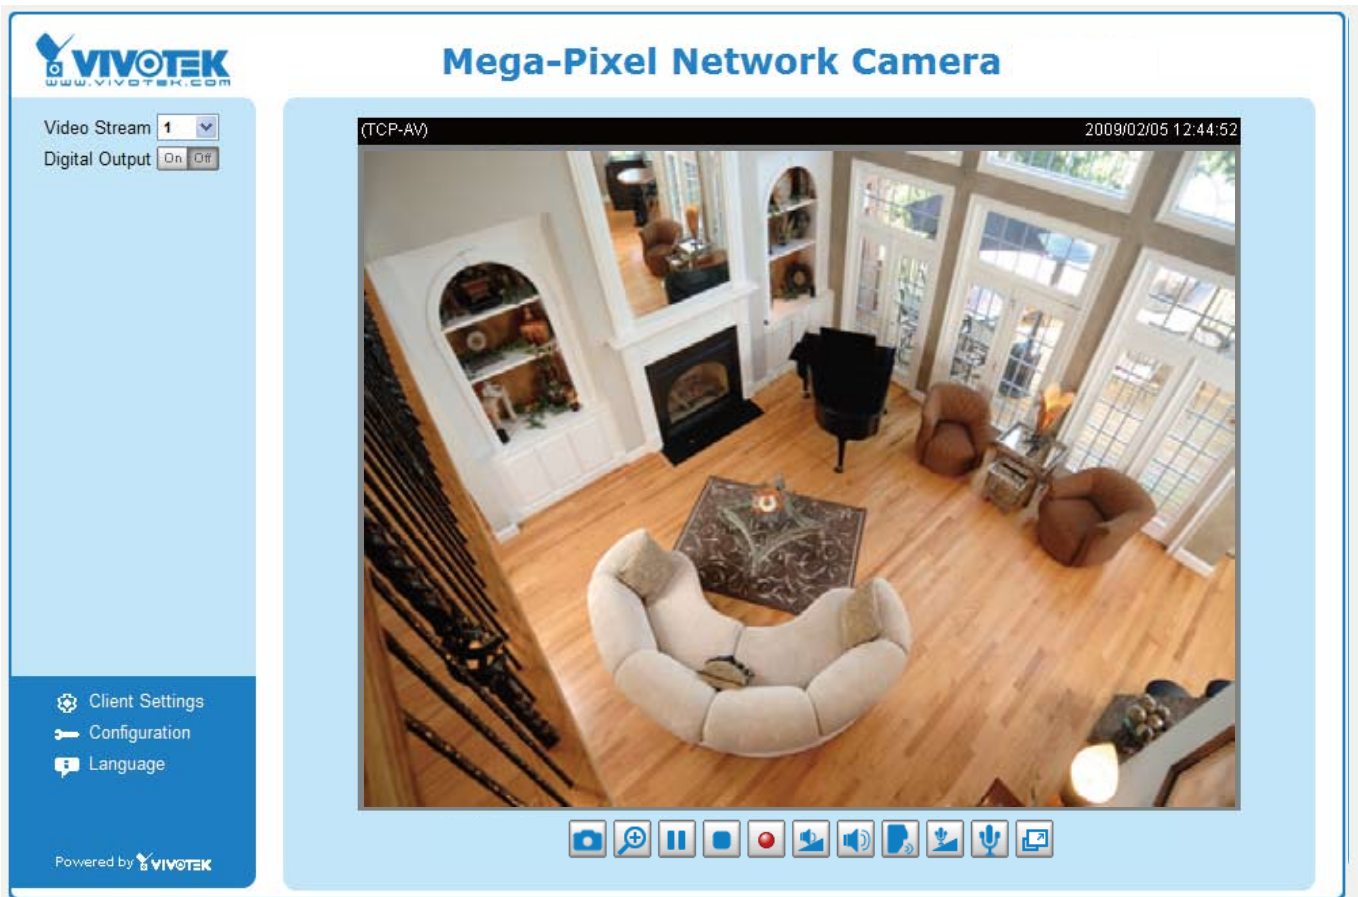 VIVOTEK
www.vivotek.com
Mega-Pixel Network Camera
Video Stream 1
Digital Output On Off
(TCP-AV) 2009/02/05 12:44:52
Client Settings
Configuration
Language
Powered by VIVOTEK